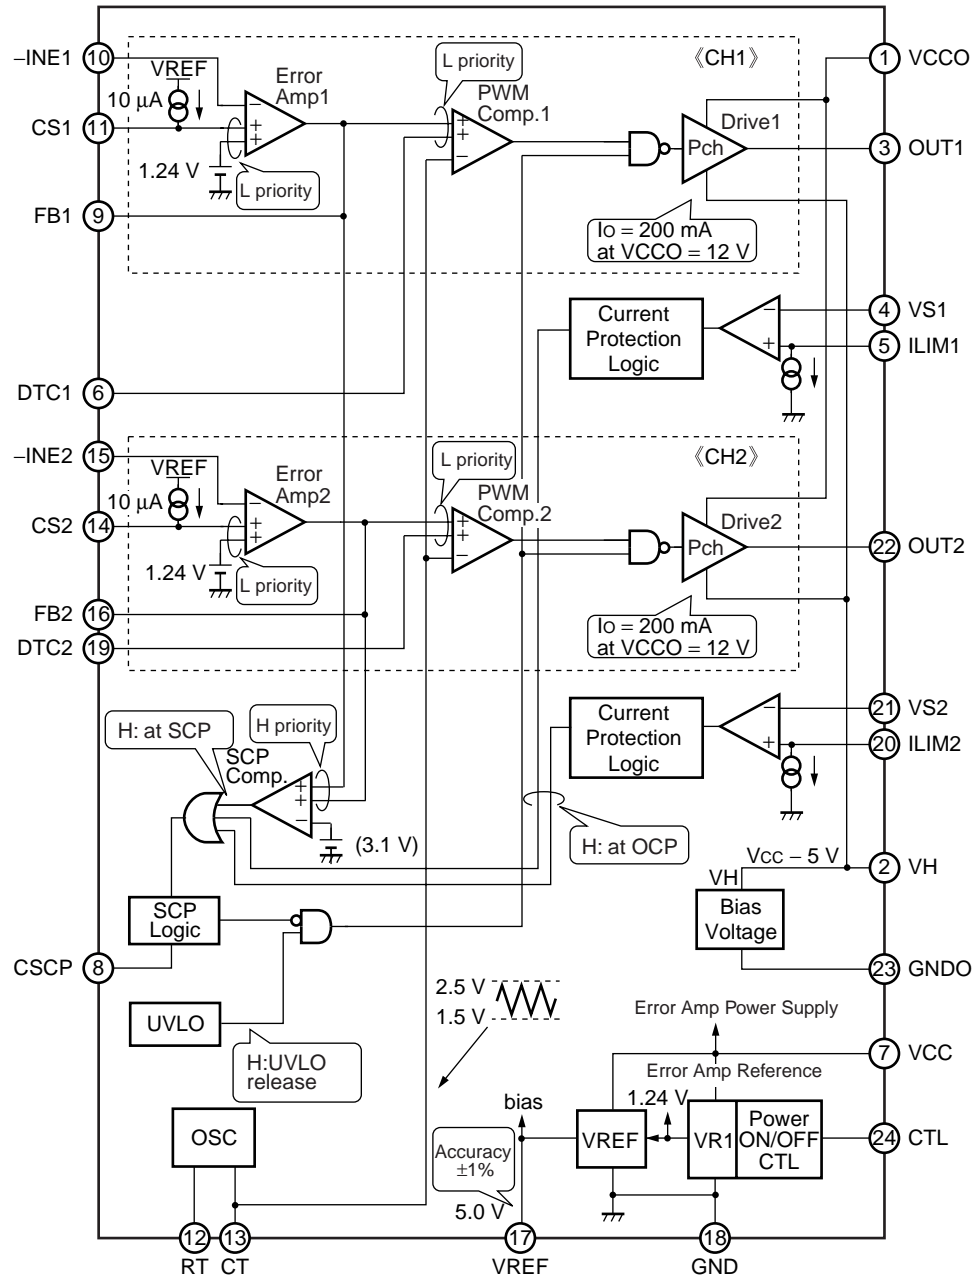 −INE1
10
VREF
10 µA
CS1
11
1.24 V
Error
Amp1
L priority
−
+
+
L priority
PWM
Comp.1
+
+
−
《CH1》
Drive1
Pch
IO = 200 mA
at VCCO = 12 V
1
VCCO
3
OUT1
FB1
9
Current
Protection
Logic
−
+
4
VS1
5
ILIM1
DTC1
6
−INE2
15
VREF
10 µA
CS2
14
1.24 V
Error
Amp2
L priority
−
+
+
L priority
PWM
Comp.2
+
+
−
《CH2》
Drive2
Pch
IO = 200 mA
at VCCO = 12 V
22
OUT2
FB2
16
DTC2
19
H: at SCP
H priority
SCP
Comp.
+
+
−
(3.1 V)
Current
Protection
Logic
−
+
21
VS2
20
ILIM2
H: at OCP
VCC − 5 V
VH
2
VH
Bias
Voltage
SCP
Logic
CSCP
8
23
GNDO
UVLO
H:UVLO
release
2.5 V
1.5 V
Error Amp Power Supply
7
VCC
Error Amp Reference
1.24 V
bias
OSC
VREF
VR1
Power
ON/OFF
CTL
24
CTL
Accuracy
±1%
5.0 V
12
RT
13
CT
17
VREF
18
GND